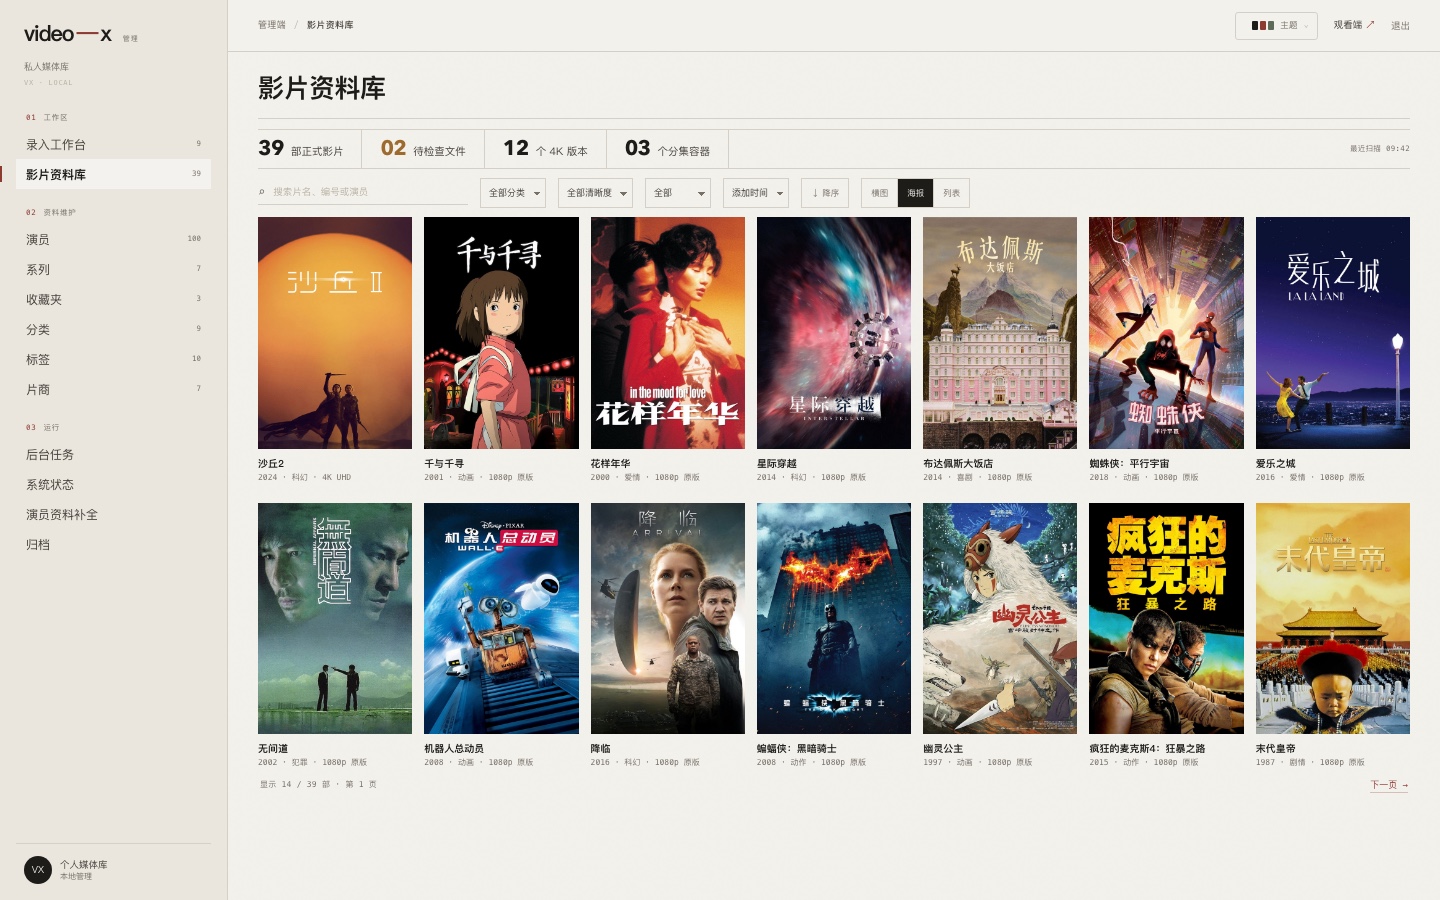 video—x 管理
私人媒体库
VX · LOCAL
01 工作区
录入工作台 9
影片资料库 39
02 资料维护
演员 100
系列 7
收藏夹 3
分类 9
标签 10
片商 7
03 运行
后台任务
系统状态
演员资料补全
归档
VX
个人媒体库
本地管理
管理端 / 影片资料库
主题
观看端 ↗
退出
影片资料库
39 部正式影片
02 待检查文件
12 个 4K 版本
03 个分集容器
最近扫描 09:42
搜索片名、编号或演员
全部分类
全部清晰度
全部
添加时间
↓ 降序
横图
海报
列表
沙丘 II
千与千寻
in the mood for love
花样年华
星际穿越
INTERSTELLAR
布达佩斯
大饭店
蜘蛛侠
平行宇宙
爱乐之城
LA LA LAND
沙丘2
2024 · 科幻 · 4K UHD
千与千寻
2001 · 动画 · 1080p 原版
花样年华
2000 · 爱情 · 1080p 原版
星际穿越
2014 · 科幻 · 1080p 原版
布达佩斯大饭店
2014 · 喜剧 · 1080p 原版
蜘蛛侠：平行宇宙
2018 · 动画 · 1080p 原版
爱乐之城
2016 · 爱情 · 1080p 原版
無間道
Disney · PIXAR
机器人总动员
WALL·E
降临
ARRIVAL
蝙蝠侠 黑暗骑士
幽灵公主
疯狂的
麦克斯
狂暴之路
末代皇帝
无间道
2002 · 犯罪 · 1080p 原版
机器人总动员
2008 · 动画 · 1080p 原版
降临
2016 · 科幻 · 1080p 原版
蝙蝠侠：黑暗骑士
2008 · 动作 · 1080p 原版
幽灵公主
1997 · 动画 · 1080p 原版
疯狂的麦克斯4：狂暴之路
2015 · 动作 · 1080p 原版
末代皇帝
1987 · 剧情 · 1080p 原版
显示 14 / 39 部 · 第 1 页
下一页 →